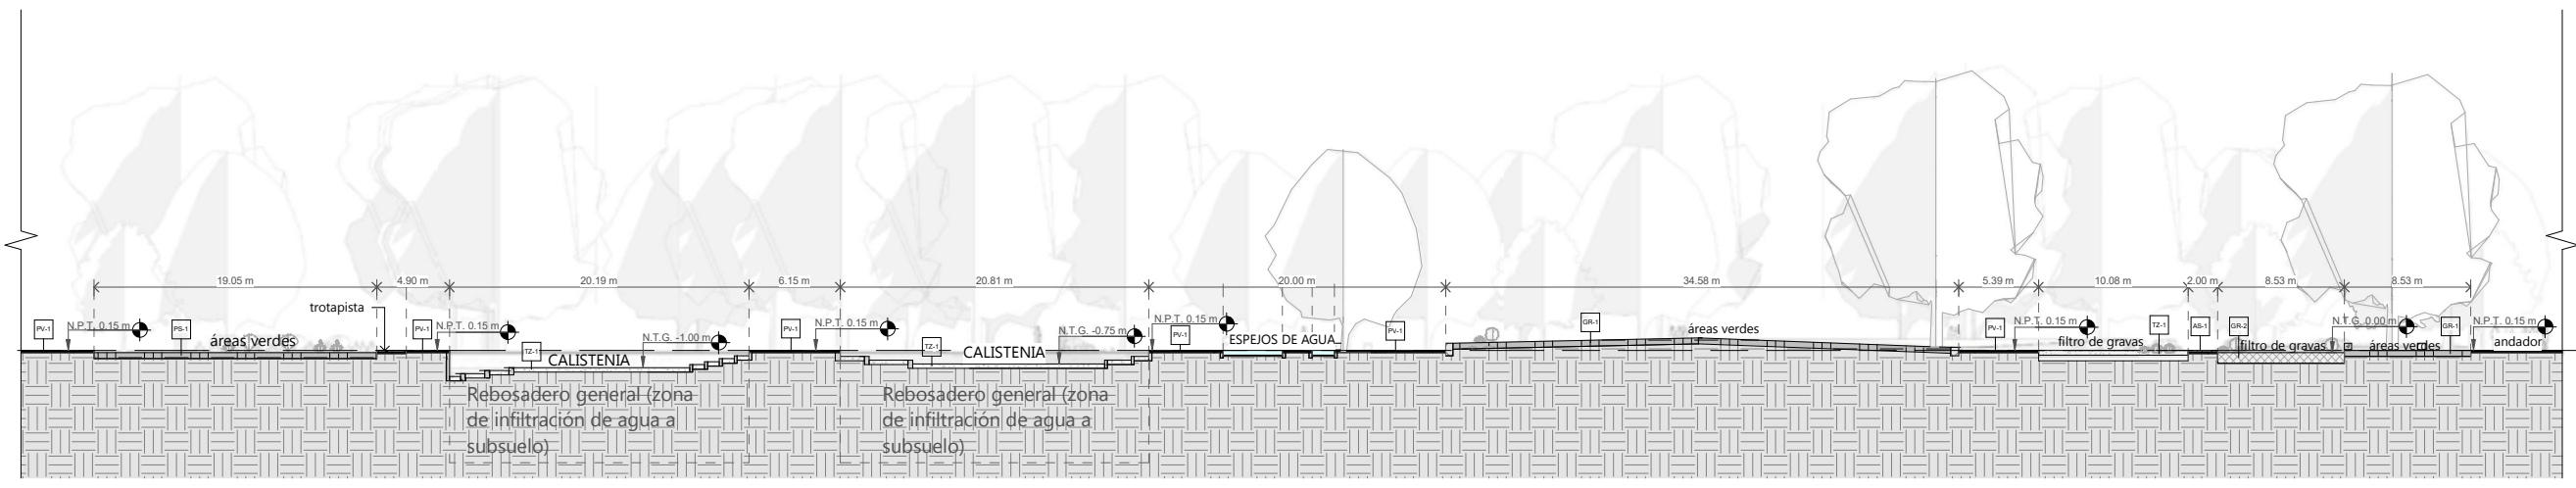 19.05 m
4.90 m
20.19 m
6.15 m
20.81 m
20.00 m
34.58 m
5.39 m
10.08 m
2.00 m
8.53 m
8.53 m
trotapista
PV-1
N.P.T. 0.15 m
PS-1
áreas verdes
PV-1
N.P.T. 0.15 m
TZ-1
CALISTENIA
N.T.G. -1.00 m
PV-1
N.P.T. 0.15 m
TZ-1
CALISTENIA
N.T.G. -0.75 m
N.P.T. 0.15 m
PV-1
ESPEJOS DE AGUA
PV-1
GR-1
áreas verdes
PV-1
N.P.T. 0.15 m
filtro de gravas
TZ-1
AS-1
GR-2
filtro de gravas
N.T.G. 0.00 m
áreas verdes
GR-1
N.P.T. 0.15 m
andador
Rebosadero general (zona
de infiltración de agua a
subsuelo)
Rebosadero general (zona
de infiltración de agua a
subsuelo)